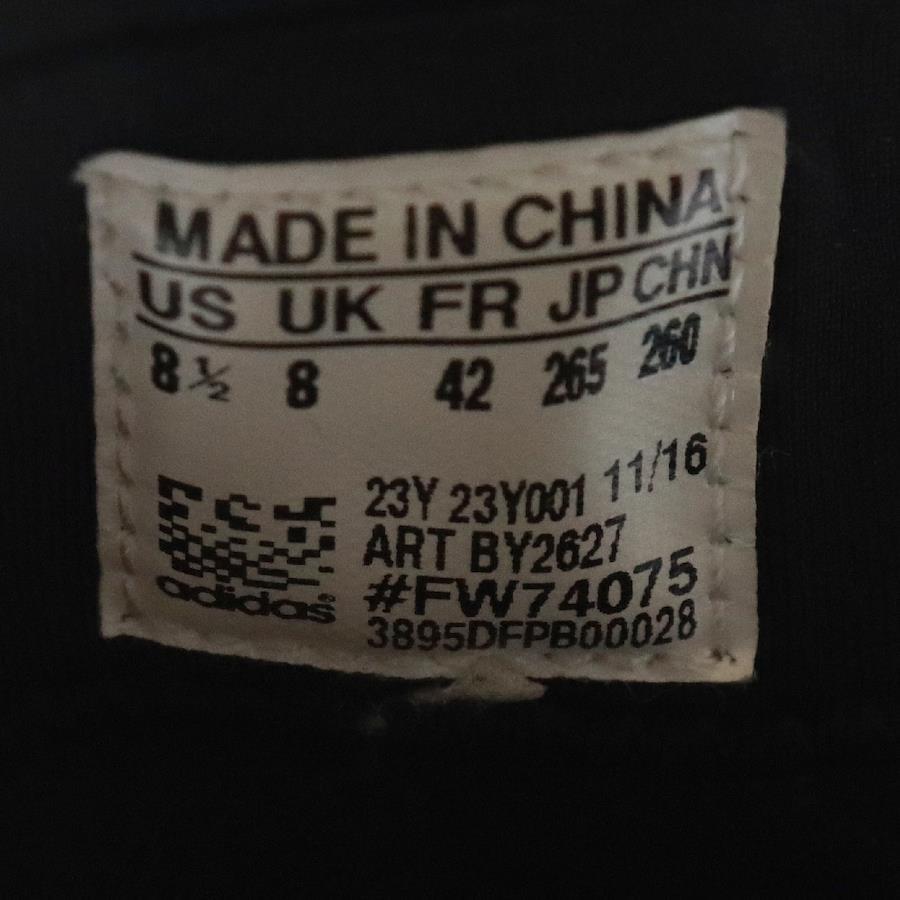 MADE IN CHINA
US UK FR JP CHN
8 ½ 8 42 265 260
23Y 23Y001 11/16
ART BY2627
#FW74075
3895DFPB00028
adidas®